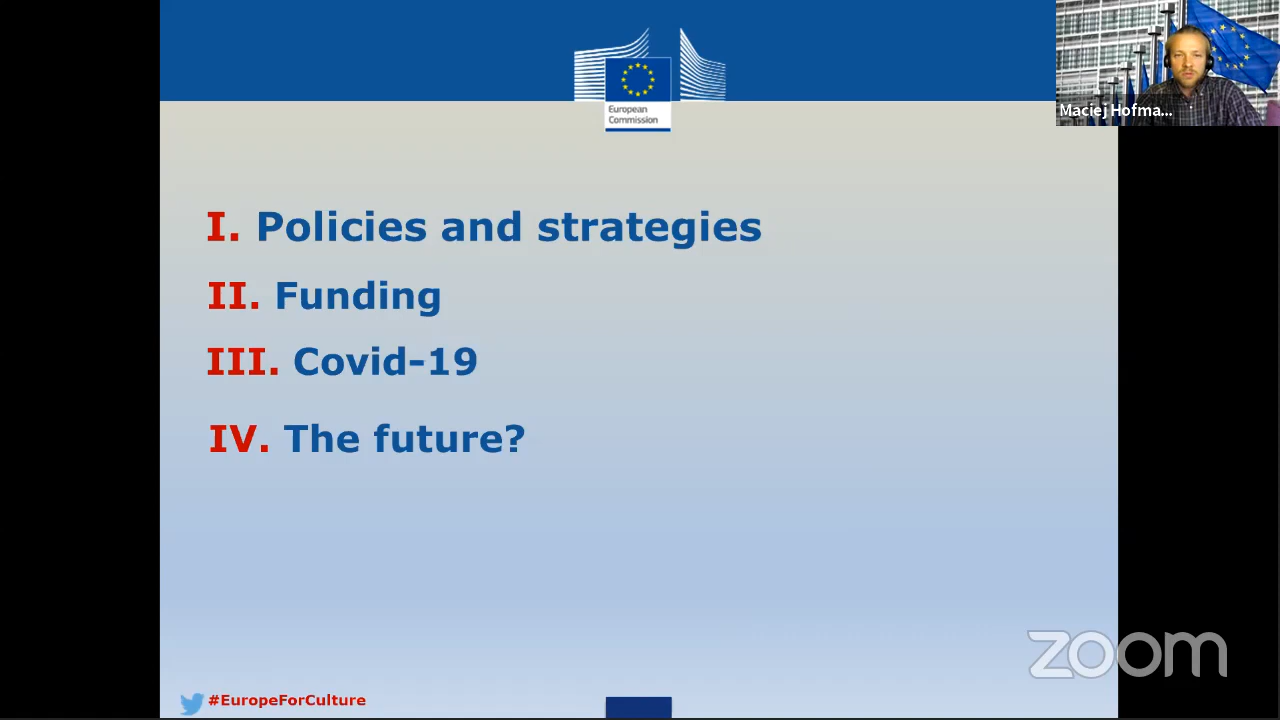 European
Commission
Maciej Hofma...
I. Policies and strategies
II. Funding
III. Covid-19
IV. The future?
zoom
#EuropeForCulture